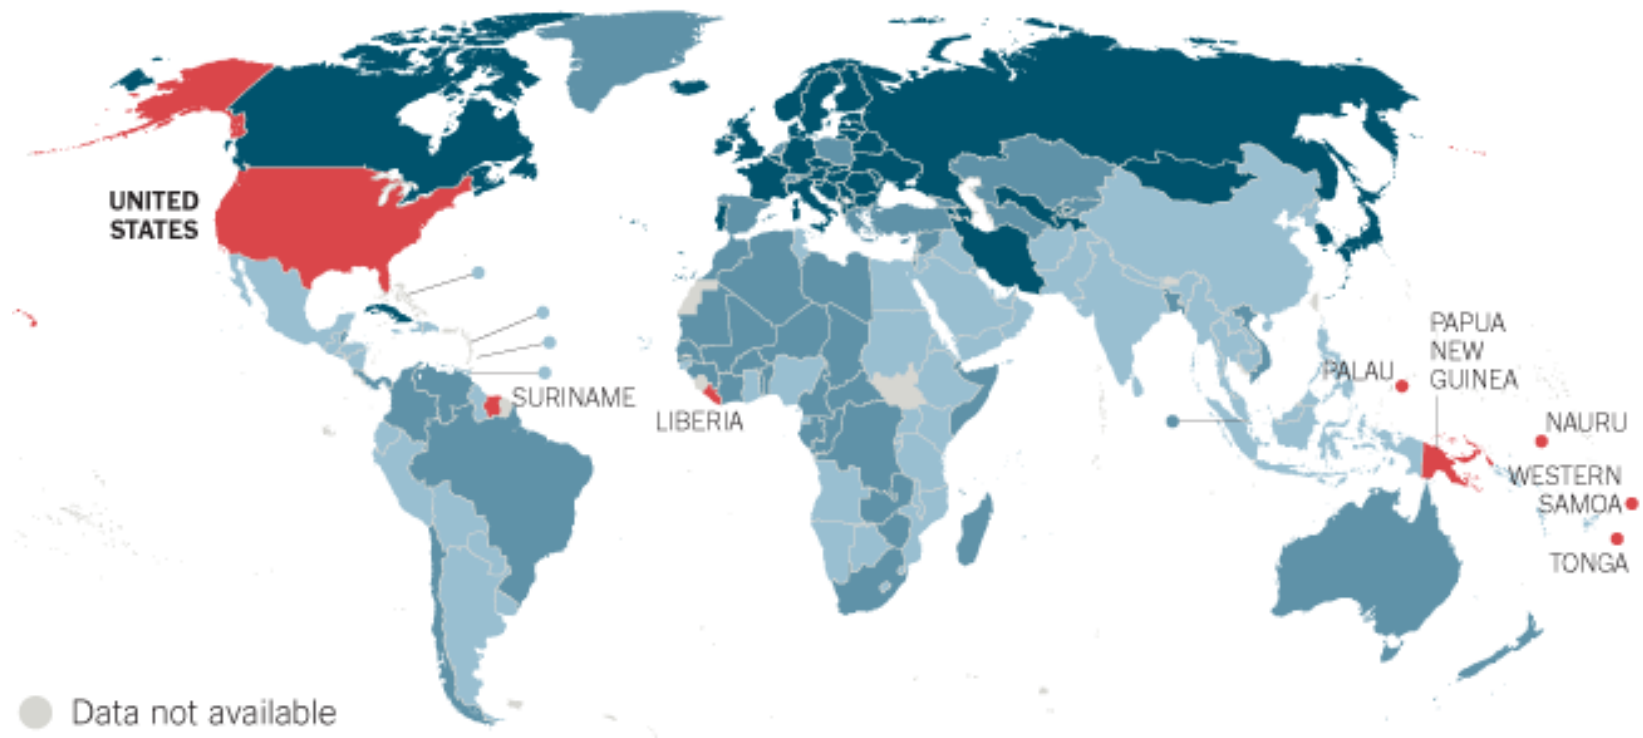 UNITED
STATES
SURINAME
LIBERIA
PALAU
PAPUA
NEW
GUINEA
NAURU
WESTERN
SAMOA
TONGA
Data not available